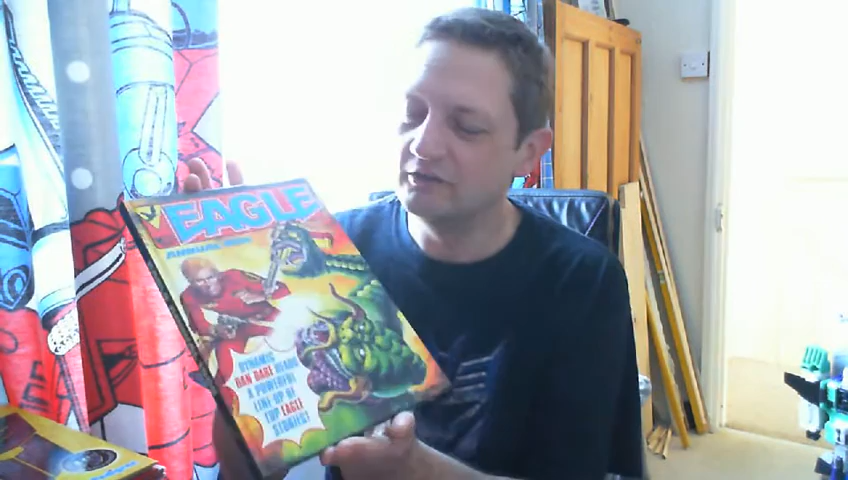 EAGLE
DYNAMIC
DAN DARE HEADS
A POWERFUL
LINE-UP OF
TOP EAGLE
STORIES!